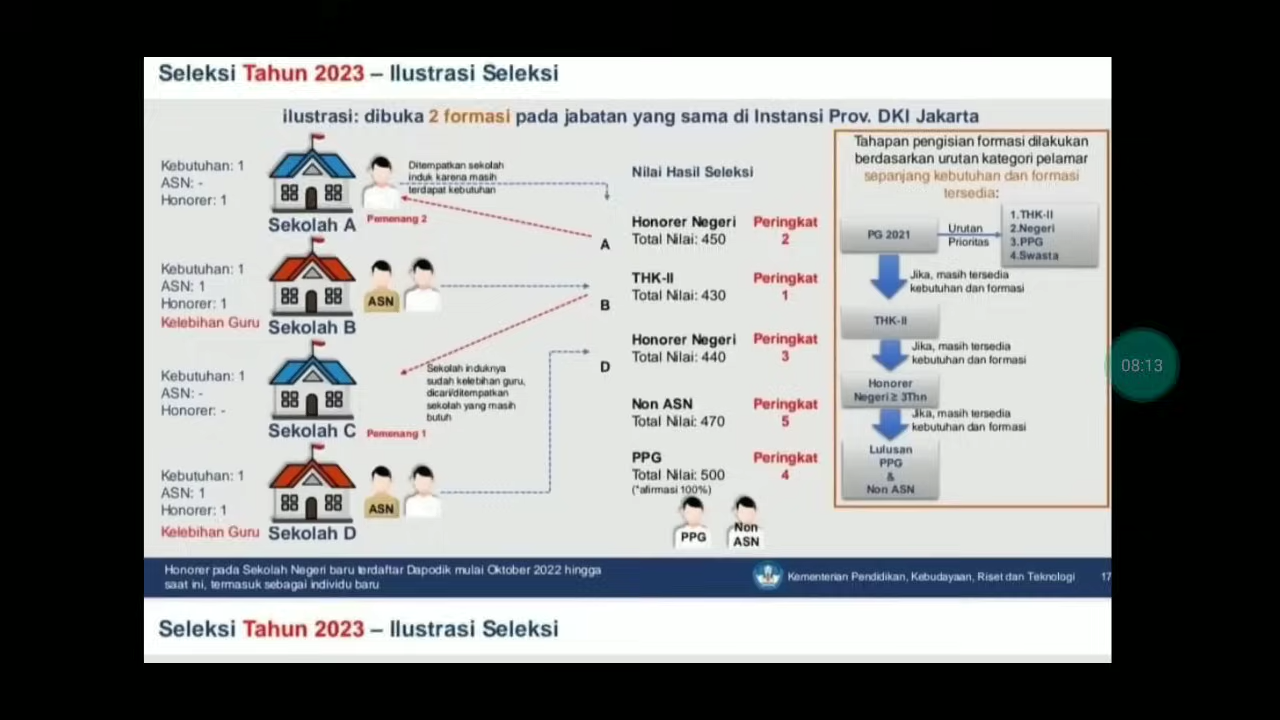 Seleksi Tahun 2023 – Ilustrasi Seleksi
ilustrasi: dibuka 2 formasi pada jabatan yang sama di Instansi Prov. DKI Jakarta
Kebutuhan: 1
ASN: -
Honorer: 1
Sekolah A
Ditempatkan sekolah
induk karena masih
terdapat kebutuhan
Pemenang 2
Kebutuhan: 1
ASN: 1
Honorer: 1
Kelebihan Guru
Sekolah B
ASN
Kebutuhan: 1
ASN: -
Honorer: -
Sekolah C
Sekolah induknya
sudah kelebihan guru,
dicari/ditempatkan
sekolah yang masih
butuh
Pemenang 1
Kebutuhan: 1
ASN: 1
Honorer: 1
Kelebihan Guru
Sekolah D
ASN
Nilai Hasil Seleksi
A
Honorer Negeri
Total Nilai: 450
Peringkat
2
B
THK-II
Total Nilai: 430
Peringkat
1
D
Honorer Negeri
Total Nilai: 440
Peringkat
3
Non ASN
Total Nilai: 470
Peringkat
5
PPG
Total Nilai: 500
(*afirmasi 100%)
Peringkat
4
PPG
Non
ASN
Tahapan pengisian formasi dilakukan
berdasarkan urutan kategori pelamar
sepanjang kebutuhan dan formasi
tersedia:
PG 2021
Urutan
Prioritas
1.THK-II
2.Negeri
3.PPG
4.Swasta
Jika, masih tersedia
kebutuhan dan formasi
THK-II
Jika, masih tersedia
kebutuhan dan formasi
Honorer
Negeri ≥ 3Thn
Jika, masih tersedia
kebutuhan dan formasi
Lulusan
PPG
&
Non ASN
08:13
Honorer pada Sekolah Negeri baru terdaftar Dapodik mulai Oktober 2022 hingga
saat ini, termasuk sebagai individu baru
Kementerian Pendidikan, Kebudayaan, Riset dan Teknologi
17
Seleksi Tahun 2023 – Ilustrasi Seleksi